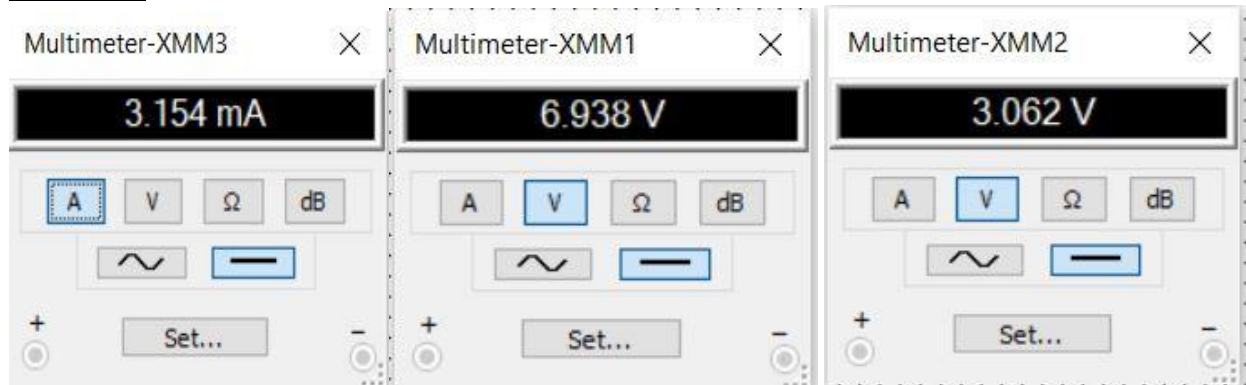 Multimeter-XMM3 ×
3.154 mA
A V Ω dB
+ Set... −
Multimeter-XMM1 ×
6.938 V
A V Ω dB
+ Set... −
Multimeter-XMM2 ×
3.062 V
A V Ω dB
+ Set... −